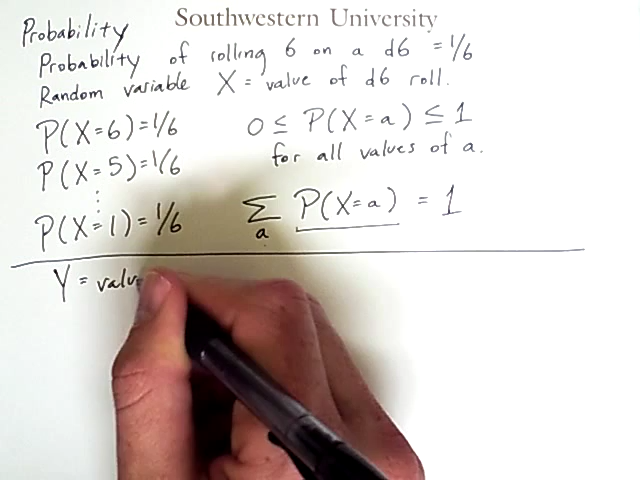 Southwestern University
Probability
Probability of rolling 6 on a d6 = 1/6
Random variable X = value of d6 roll.
P(X=6)=1/6
0 ≤ P(X=a) ≤ 1
P(X=5)=1/6
for all values of a.
⋮
P(X=1)=1/6
∑ P(X=a) = 1
a
Y = valu